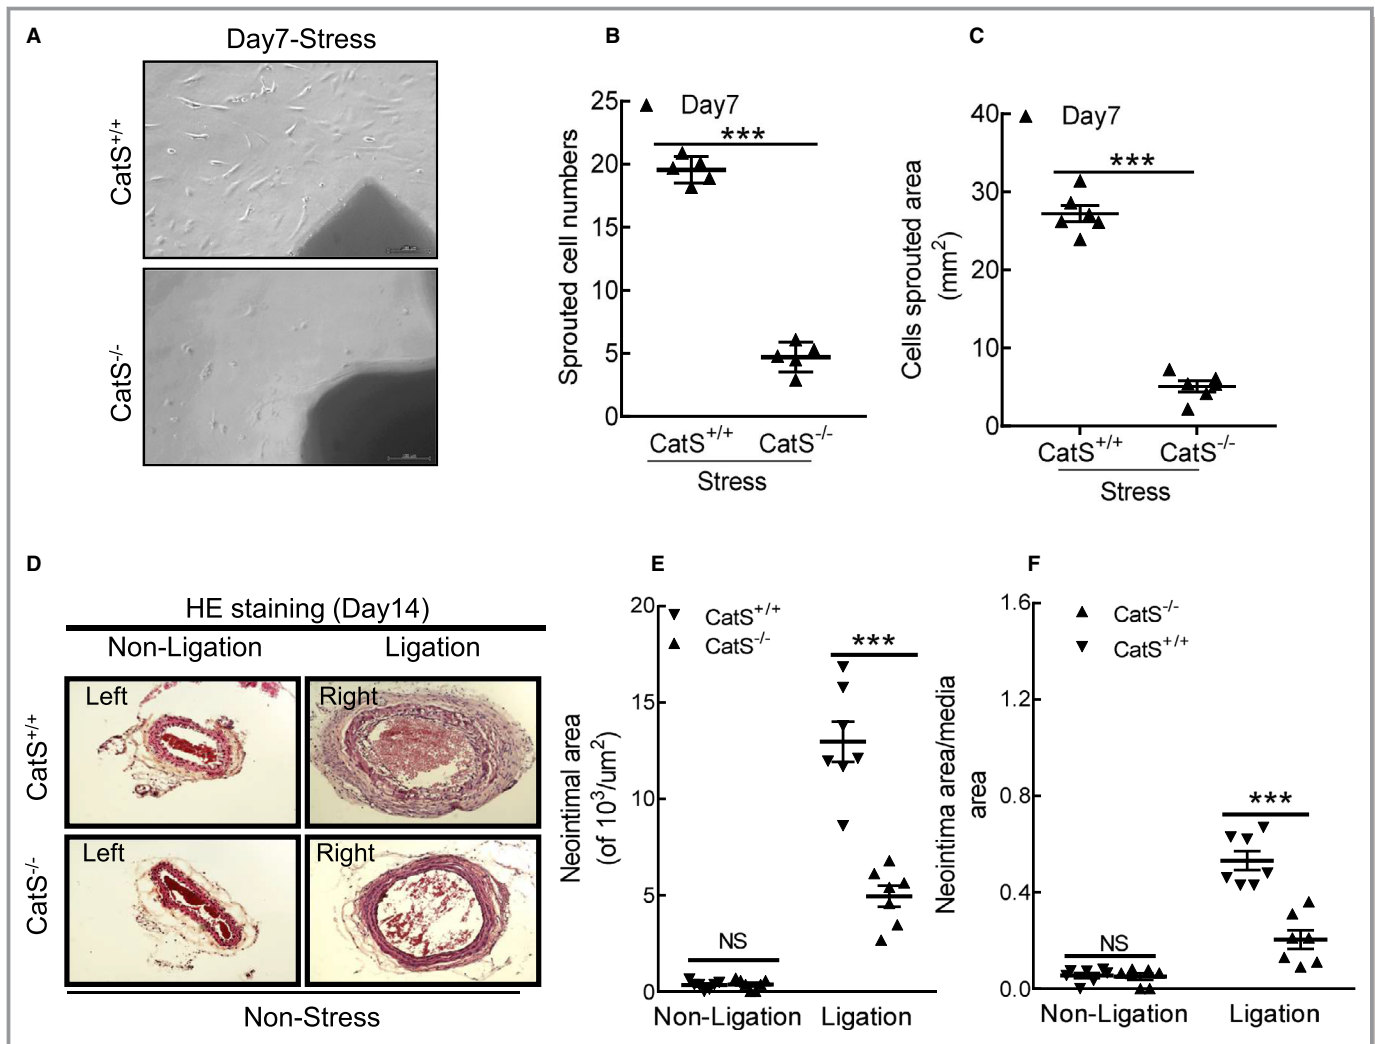 A
Day7-Stress
CatS+/+
CatS-/-
B
Sprouted cell numbers
25
20
15
10
5
0
Day7
***
CatS+/+ CatS-/-
Stress
C
Cells sprouted area
(mm2)
40
30
20
10
0
Day7
***
CatS+/+ CatS-/-
Stress
D
HE staining (Day14)
Non-Ligation Ligation
CatS+/+
Left Right
CatS-/-
Left Right
Non-Stress
E
Neointimal area
(of 103/um2)
20
15
10
5
0
CatS+/+
CatS-/-
***
NS
Non-Ligation Ligation
F
Neointima area/media
area
1.6
1.2
0.8
0.4
0.0
CatS-/-
CatS+/+
***
NS
Non-Ligation Ligation